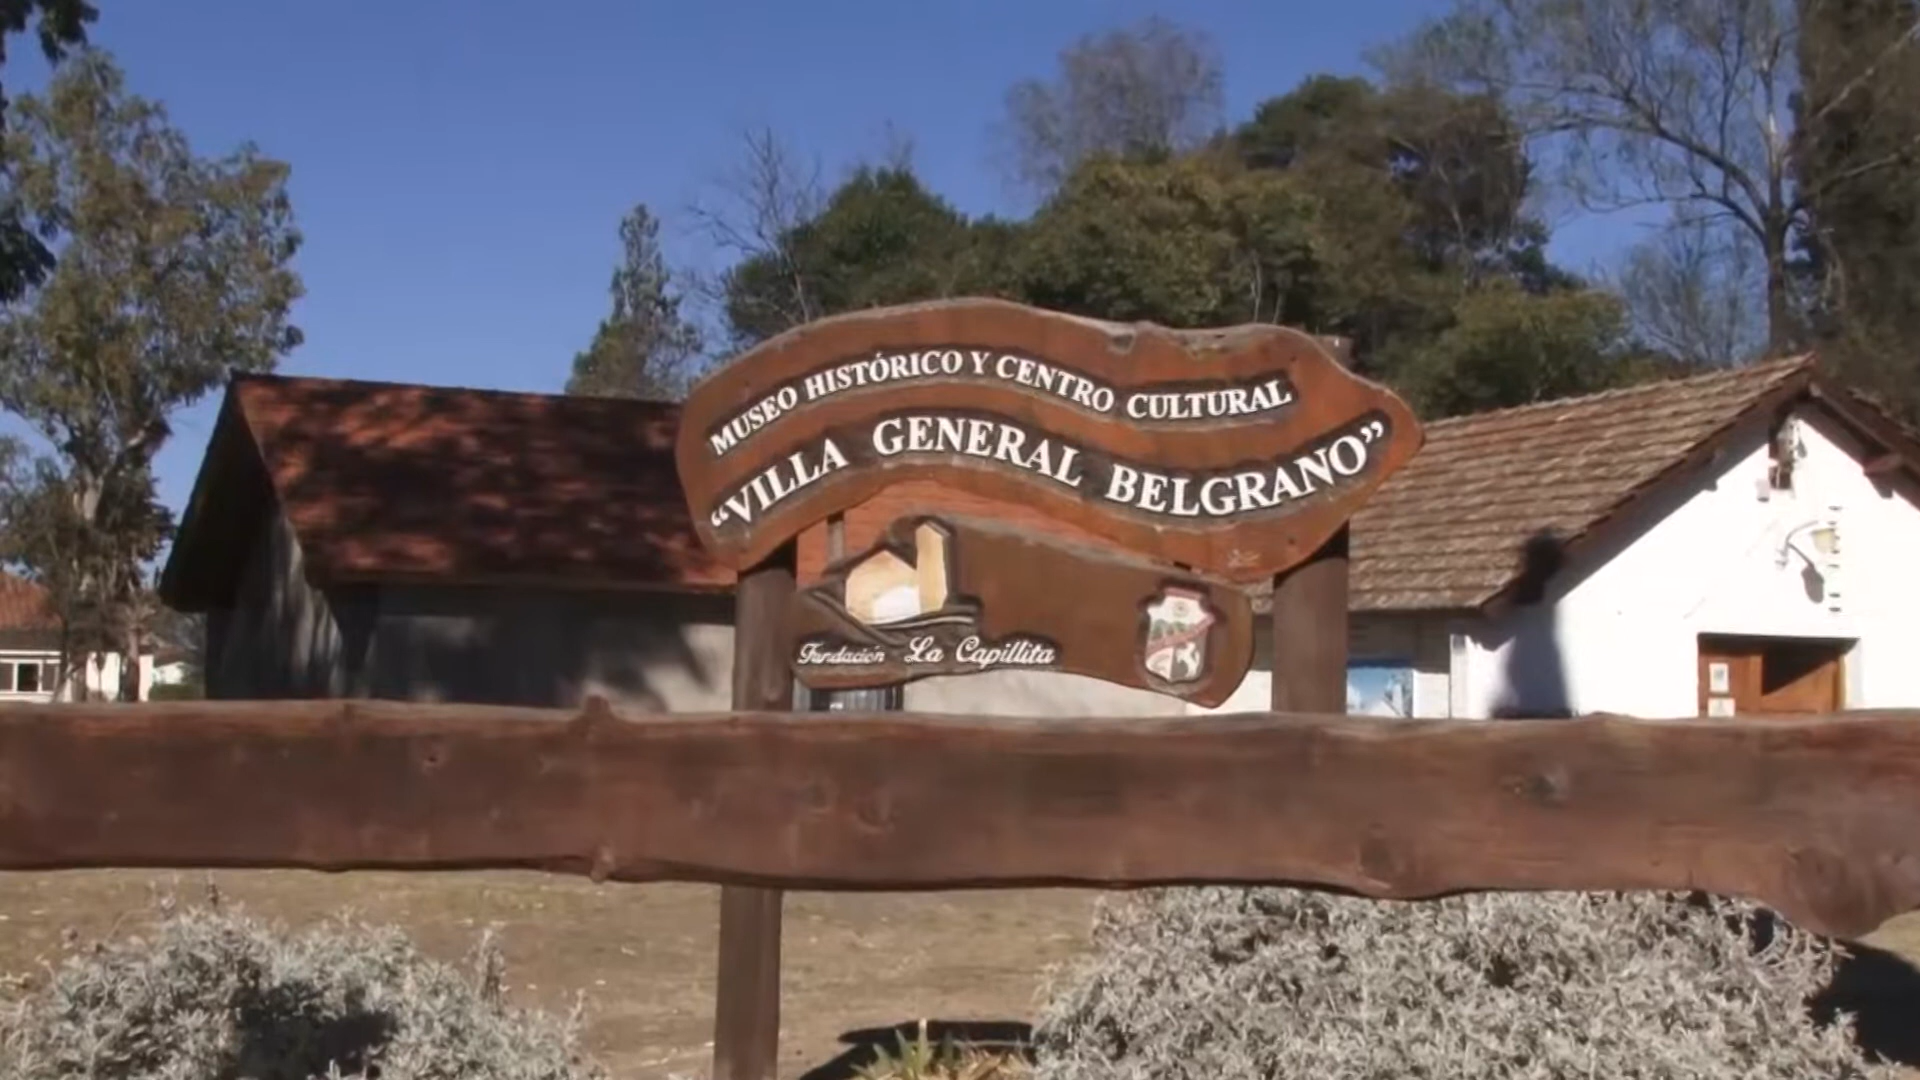 MUSEO HISTÓRICO Y CENTRO CULTURAL
“VILLA GENERAL BELGRANO”
Fundación La Capillita